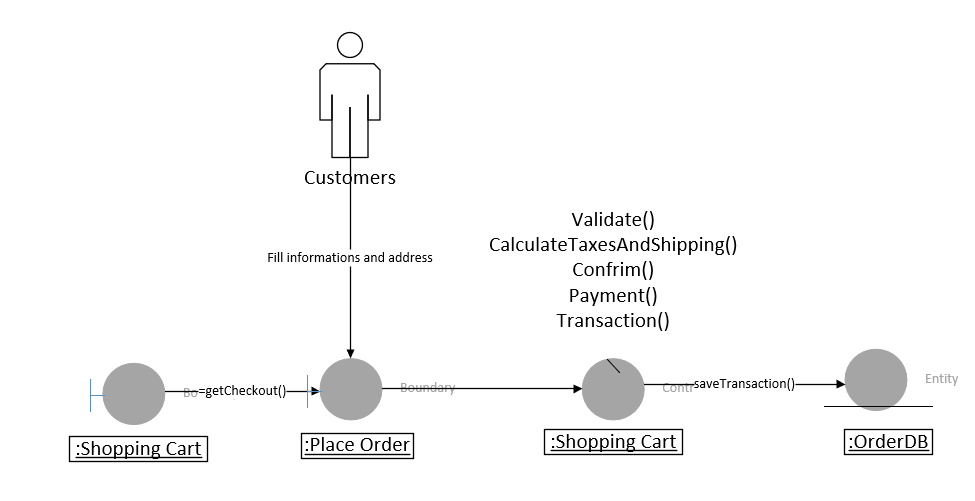 Customers
Validate()
CalculateTaxesAndShipping()
Confrim()
Payment()
Transaction()
Fill informations and address
Bo
=getCheckout()
Boundary
Contr
saveTransaction()
Entity
:Shopping Cart
:Place Order
:Shopping Cart
:OrderDB